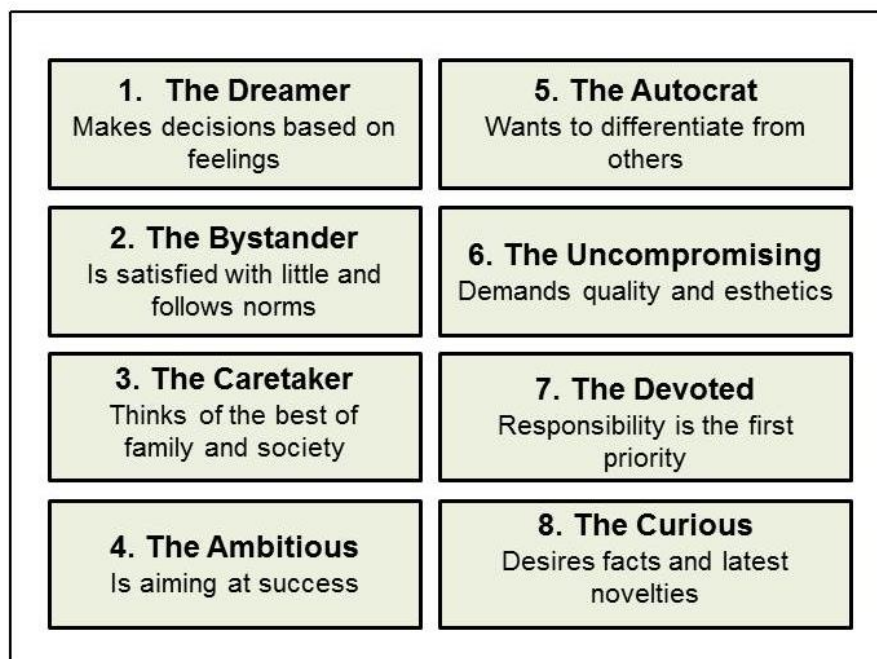 1. The Dreamer
Makes decisions based on
feelings
2. The Bystander
Is satisfied with little and
follows norms
3. The Caretaker
Thinks of the best of
family and society
4. The Ambitious
Is aiming at success
5. The Autocrat
Wants to differentiate from
others
6. The Uncompromising
Demands quality and esthetics
7. The Devoted
Responsibility is the first
priority
8. The Curious
Desires facts and latest
novelties